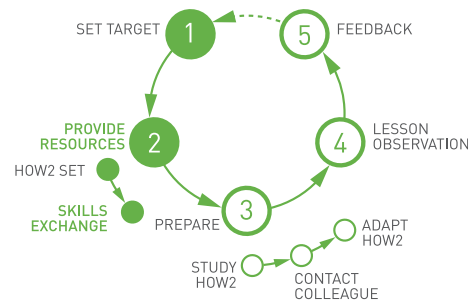 SET TARGET
1
5
FEEDBACK
PROVIDE
RESOURCES
2
4
LESSON
OBSERVATION
HOW2 SET
SKILLS
EXCHANGE
PREPARE
3
ADAPT
HOW2
STUDY
HOW2
CONTACT
COLLEAGUE